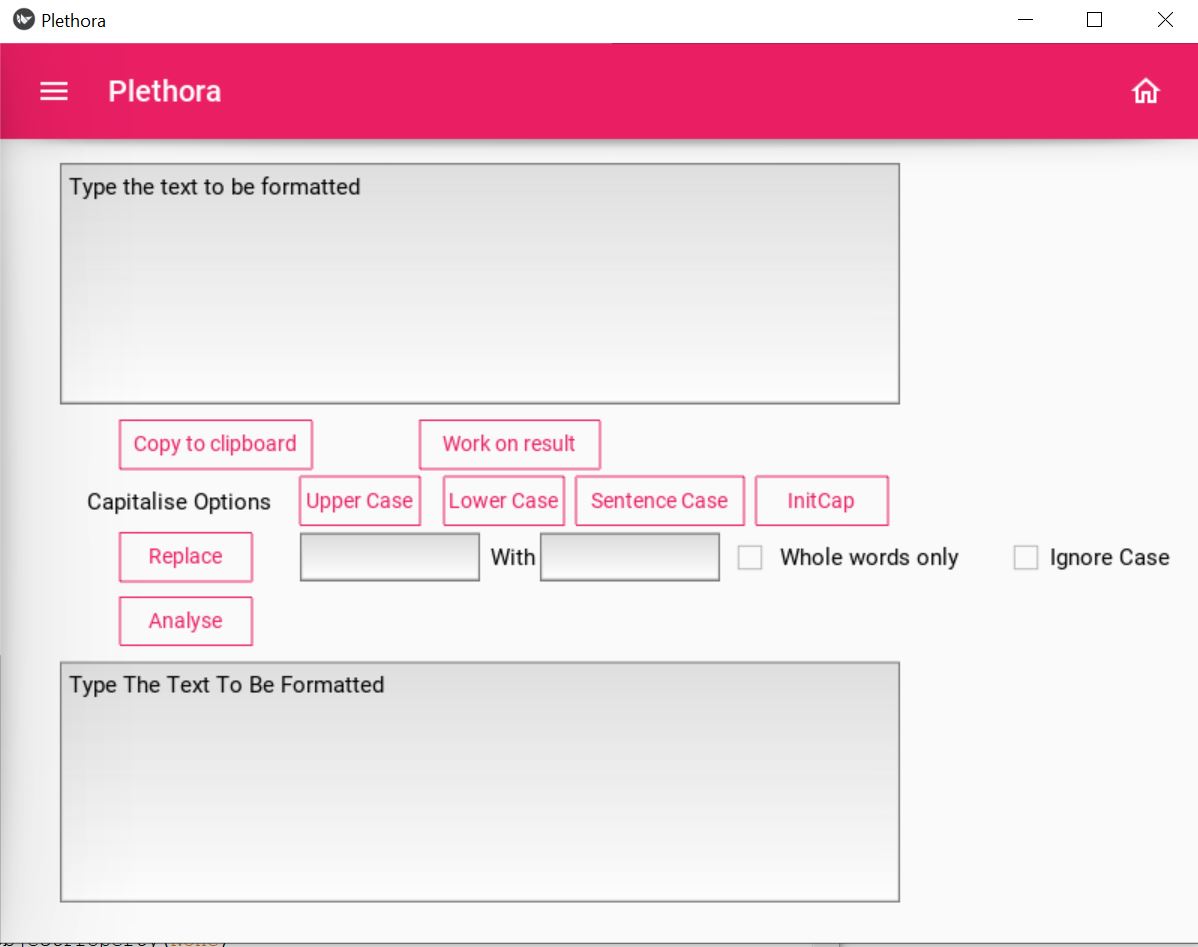 Plethora
Plethora
Type the text to be formatted
Copy to clipboard Work on result
Capitalise Options Upper Case Lower Case Sentence Case InitCap
Replace With Whole words only Ignore Case
Analyse
Type The Text To Be Formatted